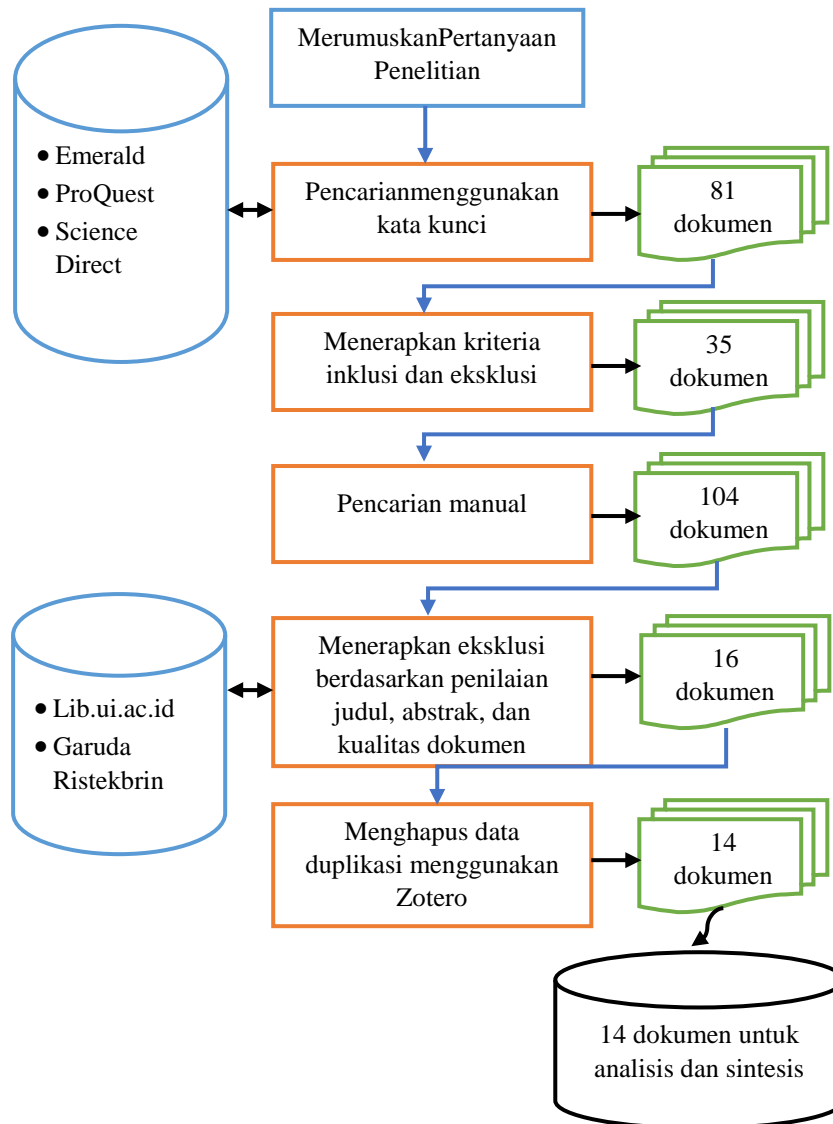 MerumuskanPertanyaan
Penelitian
• Emerald
• ProQuest
• Science
Direct
Pencarianmenggunakan
kata kunci
81
dokumen
Menerapkan kriteria
inklusi dan eksklusi
35
dokumen
Pencarian manual
104
dokumen
• Lib.ui.ac.id
• Garuda
Ristekbrin
Menerapkan eksklusi
berdasarkan penilaian
judul, abstrak, dan
kualitas dokumen
16
dokumen
Menghapus data
duplikasi menggunakan
Zotero
14
dokumen
14 dokumen untuk
analisis dan sintesis